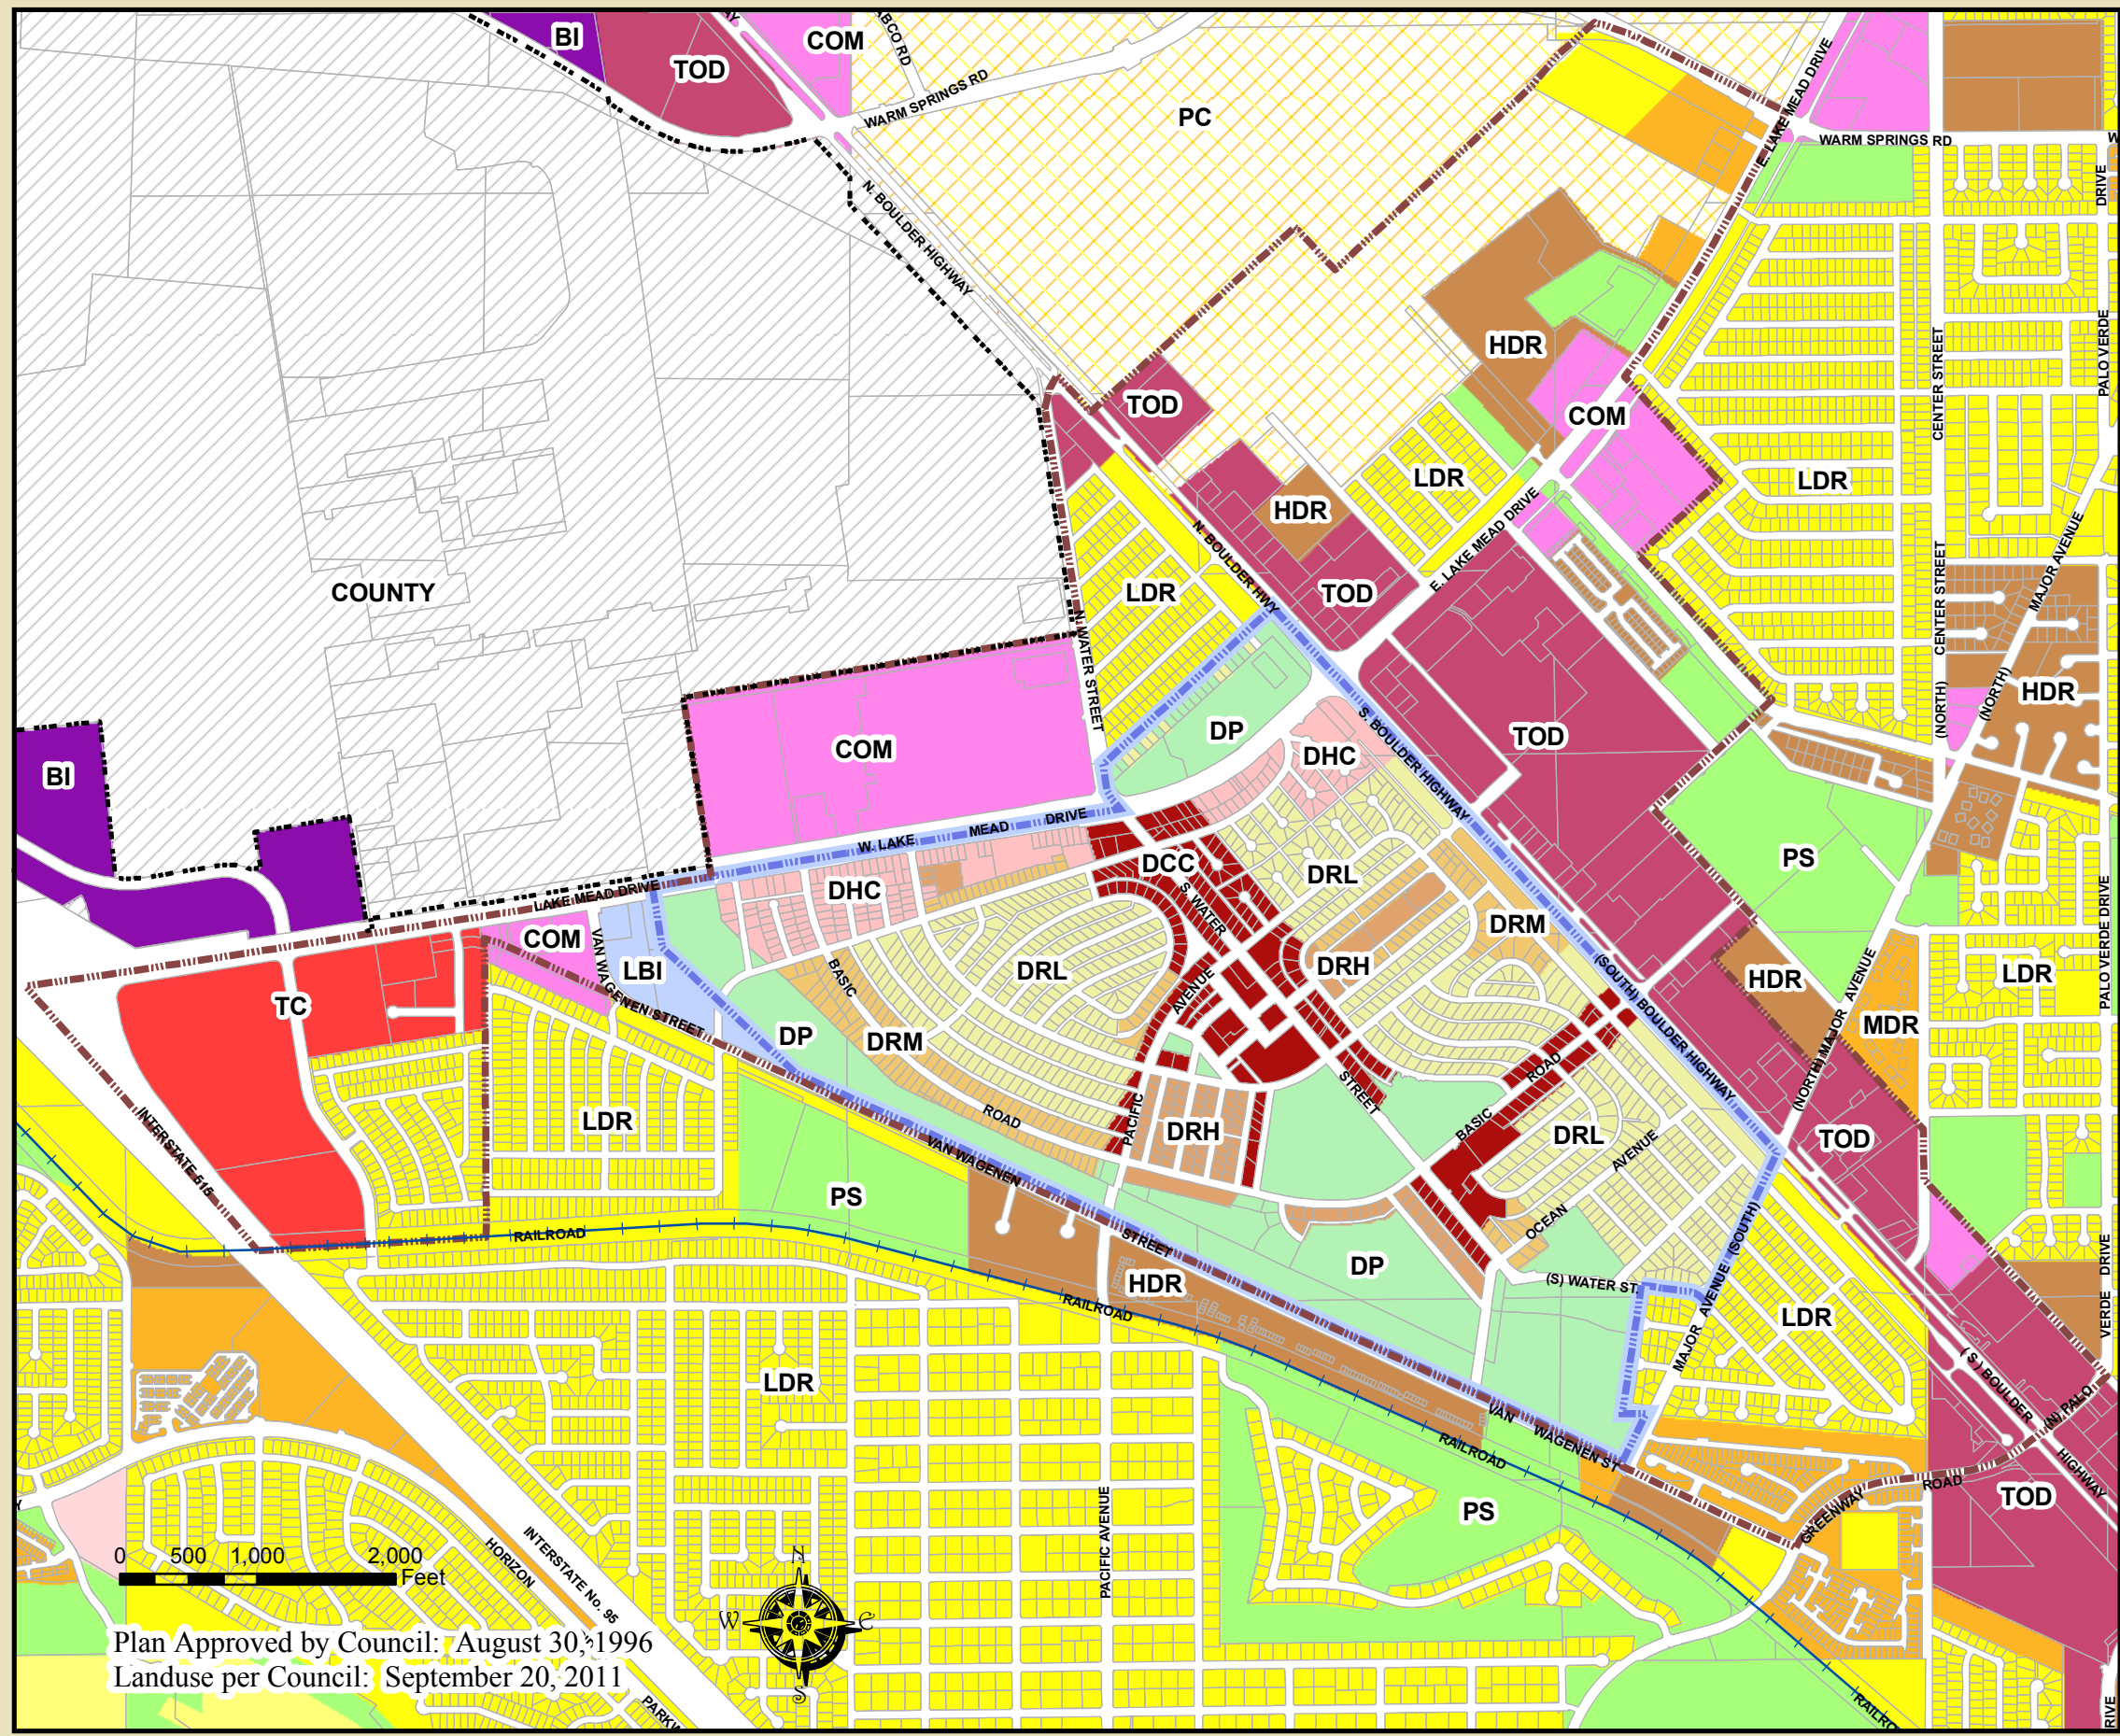 BI
TOD
COM
ABCO RD
WARM SPRINGS RD
PC
E. LAKE MEAD DRIVE
WARM SPRINGS RD
DRIVE
N. BOULDER HIGHWAY
HDR
TOD
COM
CENTER STREET
PALO VERDE
LDR
LDR
HDR
N. BOULDER HWY
E. LAKE MEAD DRIVE
MAJOR AVENUE
COUNTY
LDR
TOD
CENTER STREET
N. WATER STREET
(NORTH)
(NORTH)
HDR
DP
S. BOULDER HIGHWAY
TOD
COM
DHC
BI
W. LAKE MEAD DRIVE
DCC
DRL
PS
DHC
LAKE MEAD DRIVE
S. WATER
DRM
PALO VERDE DRIVE
COM
VAN WAGENEN STREET
LBI
BASIC
DRL
AVENUE
DRH
(SOUTH) BOULDER HIGHWAY
HDR
LDR
TC
DP
DRM
MDR
(NORTH) MAJOR AVENUE
STREET
ROAD
INTERSTATE 515
LDR
ROAD
PACIFIC
DRH
BASIC
DRL
AVENUE
TOD
VAN WAGENEN
PS
OCEAN
RAILROAD
STREET
DP
(S) WATER ST.
MAJOR AVENUE (SOUTH)
VERDE DRIVE
HDR
RAILROAD
LDR
LDR
( S ) BOULDER
(N) PALO
VAN WAGENEN ST
RAILROAD
HIGHWAY
ROAD
GREENWAY
TOD
PS
PACIFIC AVENUE
HORIZON
INTERSTATE No. 95
0 500 1,000 2,000
Feet
N
W
E
S
Plan Approved by Council: August 30, 1996
Landuse per Council: September 20, 2011
PARKW
RAILRO
RIVE